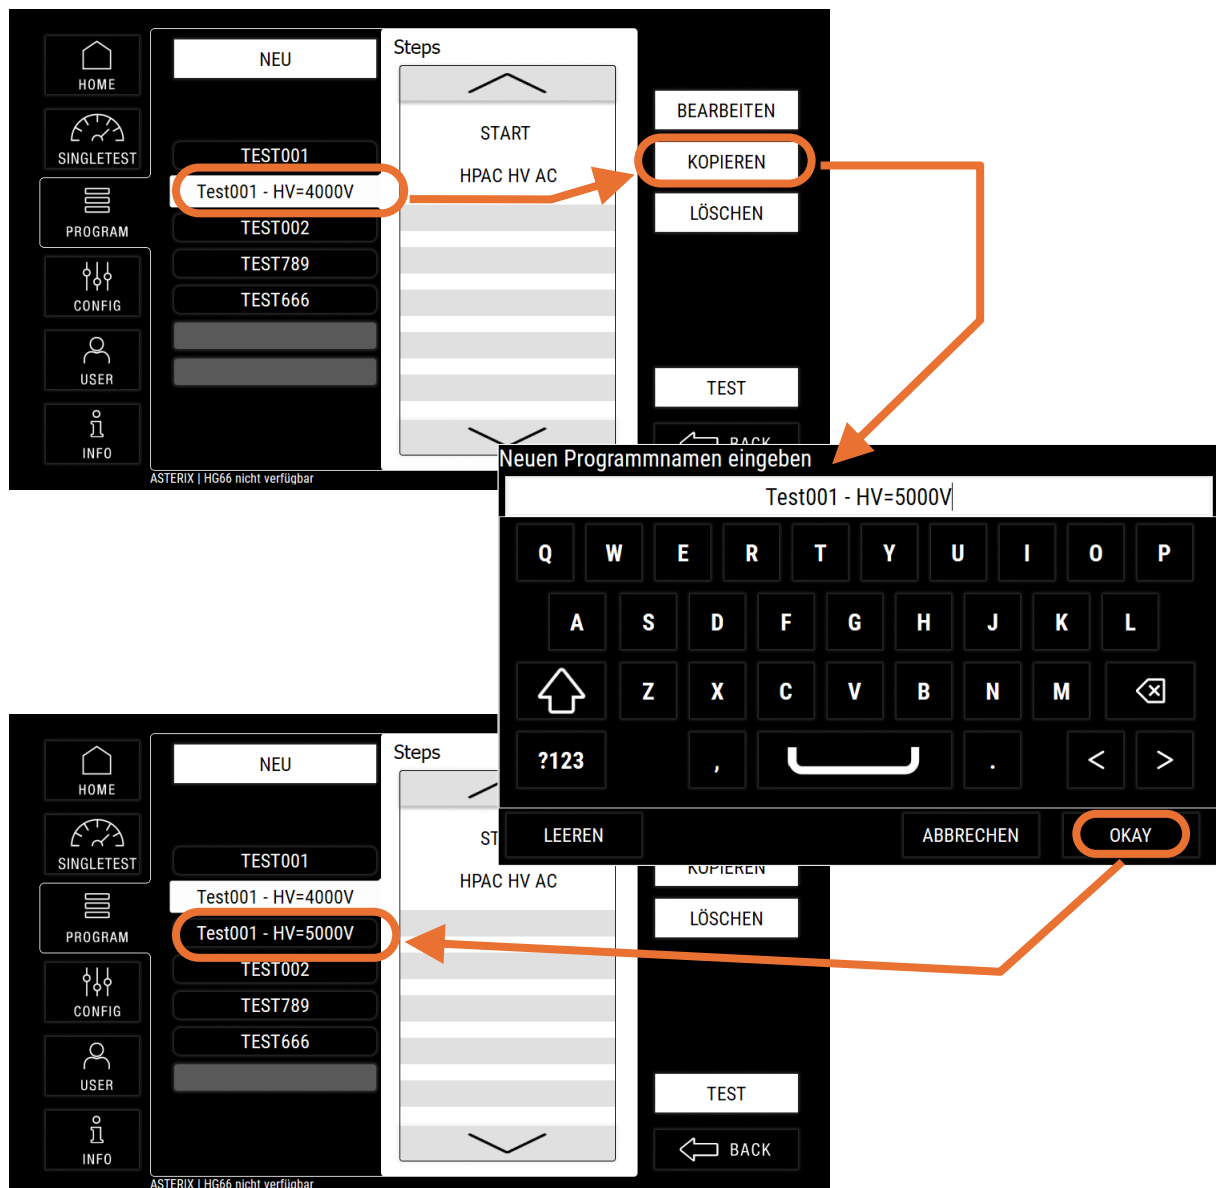 NEU
Steps
HOME
START
BEARBEITEN
SINGLETEST
TEST001
HPAC HV AC
KOPIEREN
Test001 - HV=4000V
LÖSCHEN
PROGRAM
TEST002
TEST789
CONFIG
TEST666
USER
TEST
INFO
BACK
ASTERIX | HG66 nicht verfügbar
Neuen Programmnamen eingeben
Test001 - HV=5000V
Q W E R T Y U I O P
A S D F G H J K L
Z X C V B N M
?123 , . < >
LEEREN ABBRECHEN OKAY
NEU
Steps
HOME
ST
SINGLETEST
TEST001
HPAC HV AC
KOPIEREN
Test001 - HV=4000V
LÖSCHEN
PROGRAM
Test001 - HV=5000V
TEST002
CONFIG
TEST789
TEST666
USER
TEST
INFO
BACK
ASTERIX | HG66 nicht verfügbar